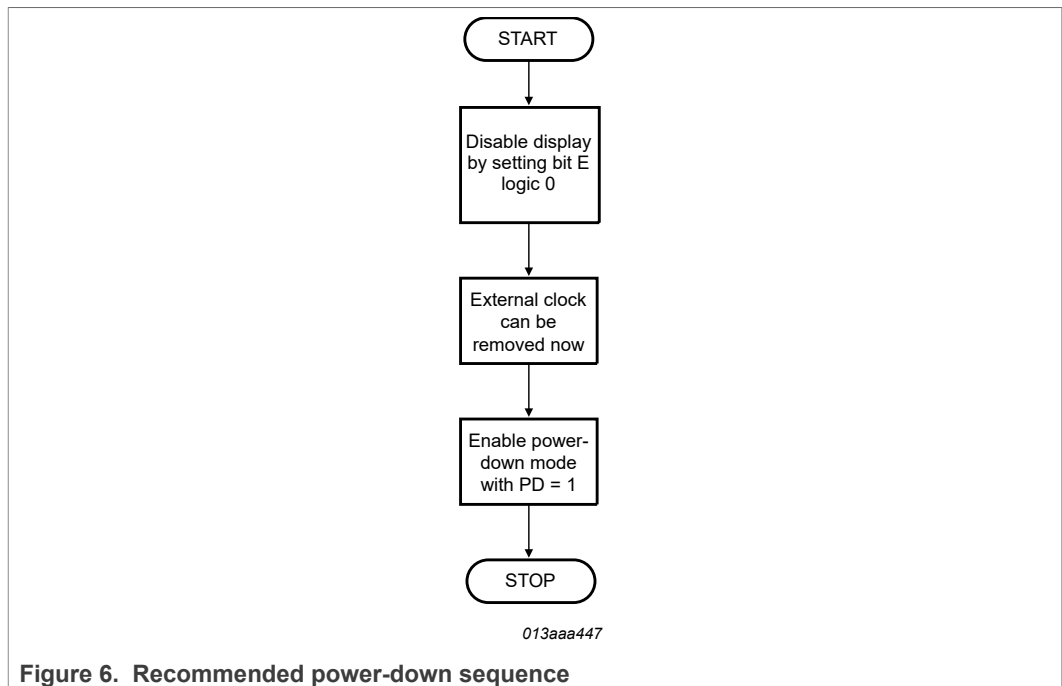 START
Disable display
by setting bit E
logic 0
External clock
can be
removed now
Enable power-
down mode
with PD = 1
STOP
013aaa447
Figure 6. Recommended power-down sequence